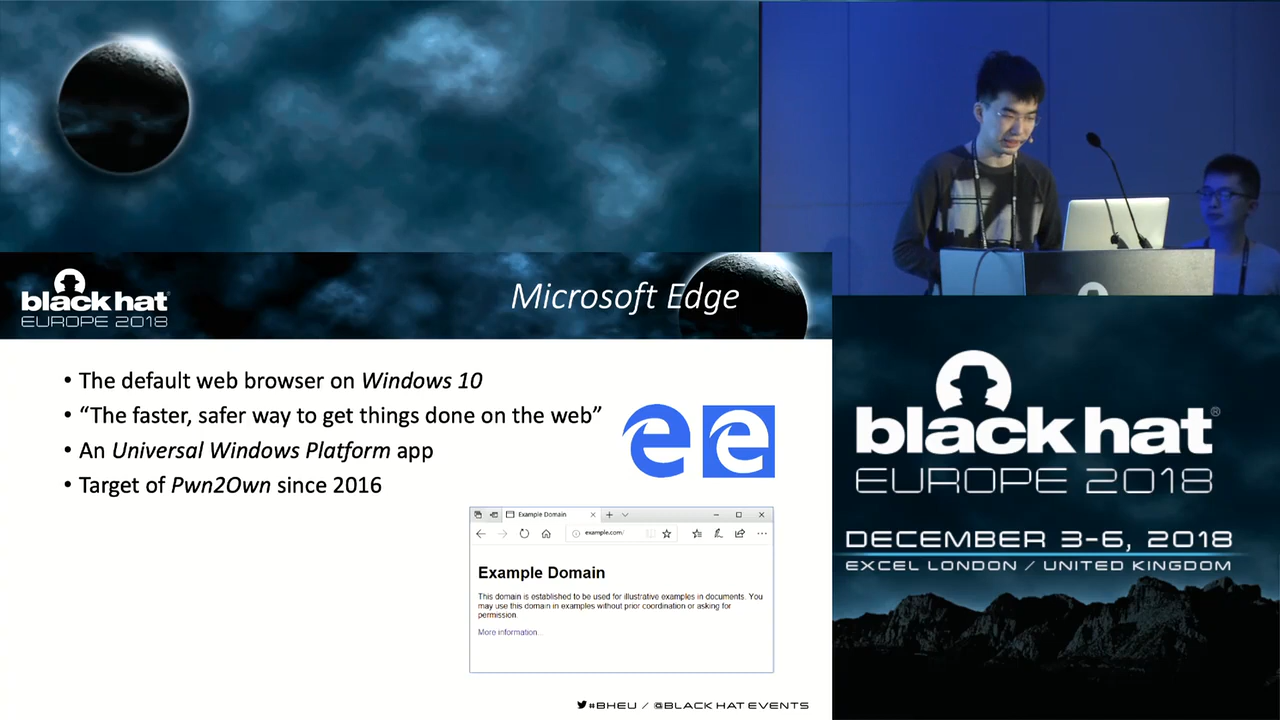 black hat
EUROPE 2018
Microsoft Edge
• The default web browser on Windows 10
• “The faster, safer way to get things done on the web”
• An Universal Windows Platform app
• Target of Pwn2Own since 2016
Example Domain
example.com/
Example Domain
This domain is established to be used for illustrative examples in documents. You
may use this domain in examples without prior coordination or asking for
permission.
More information...
#BHEU / @BLACK HAT EVENTS
black hat®
EUROPE 2018
DECEMBER 3-6, 2018
EXCEL LONDON / UNITED KINGDOM